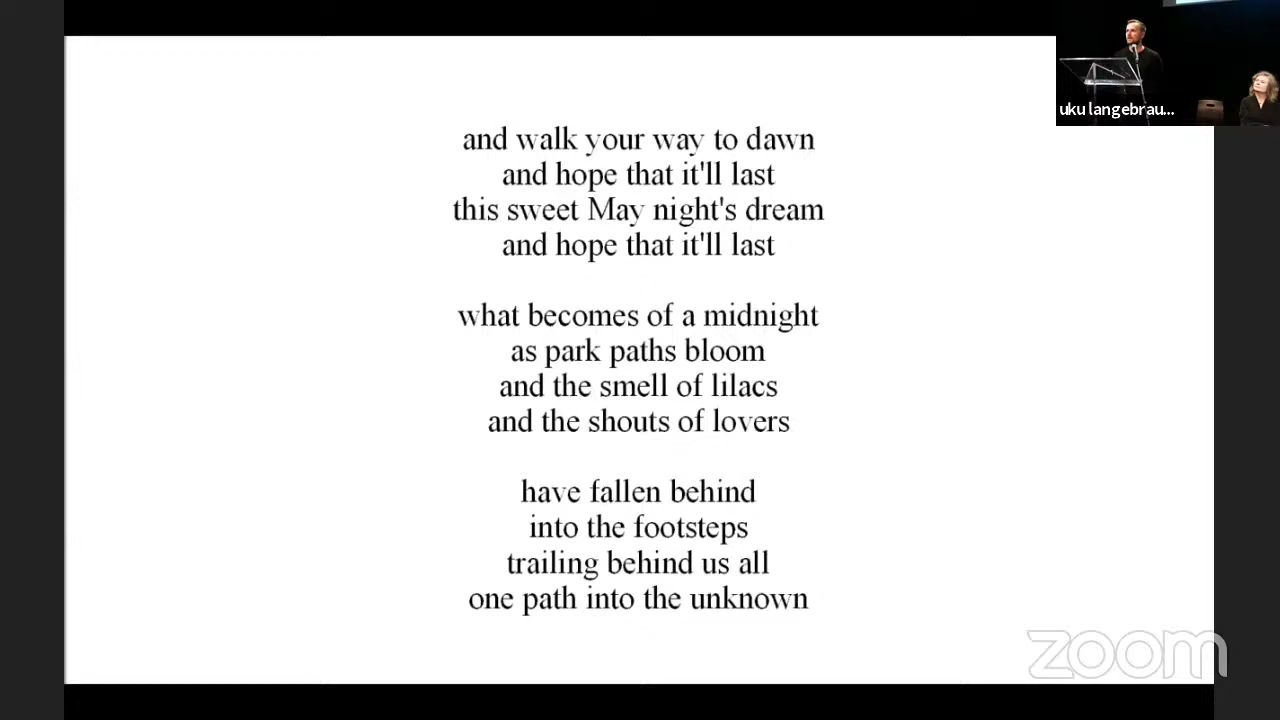 and walk your way to dawn
and hope that it'll last
this sweet May night's dream
and hope that it'll last
what becomes of a midnight
as park paths bloom
and the smell of lilacs
and the shouts of lovers
have fallen behind
into the footsteps
trailing behind us all
one path into the unknown
uku langebrau...
zoom